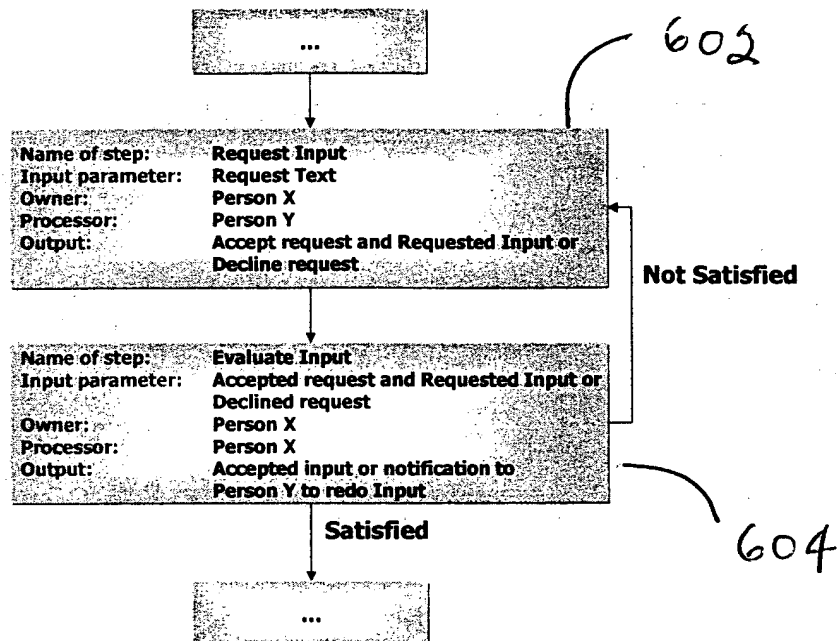 ...
602
Name of step: Request Input
Input parameter: Request Text
Owner: Person X
Processor: Person Y
Output: Accept request and Requested Input or
Decline request
Not Satisfied
Name of step: Evaluate Input
Input parameter: Accepted request and Requested Input or
Declined request
Owner: Person X
Processor: Person X
Output: Accepted input or notification to
Person Y to redo Input
604
Satisfied
...